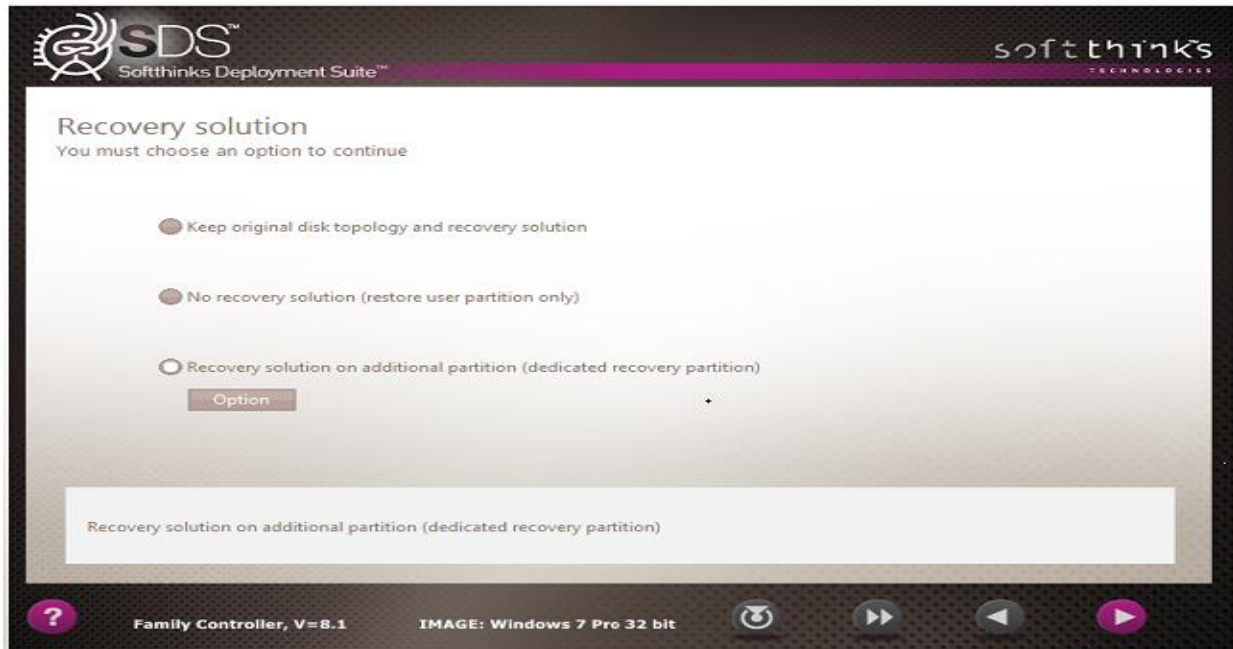 SDS™
Softthinks Deployment Suite™
softthinks
TECHNOLOGIES
Recovery solution
You must choose an option to continue
Keep original disk topology and recovery solution
No recovery solution (restore user partition only)
Recovery solution on additional partition (dedicated recovery partition)
Option
Recovery solution on additional partition (dedicated recovery partition)
?
Family Controller, V=8.1
IMAGE: Windows 7 Pro 32 bit